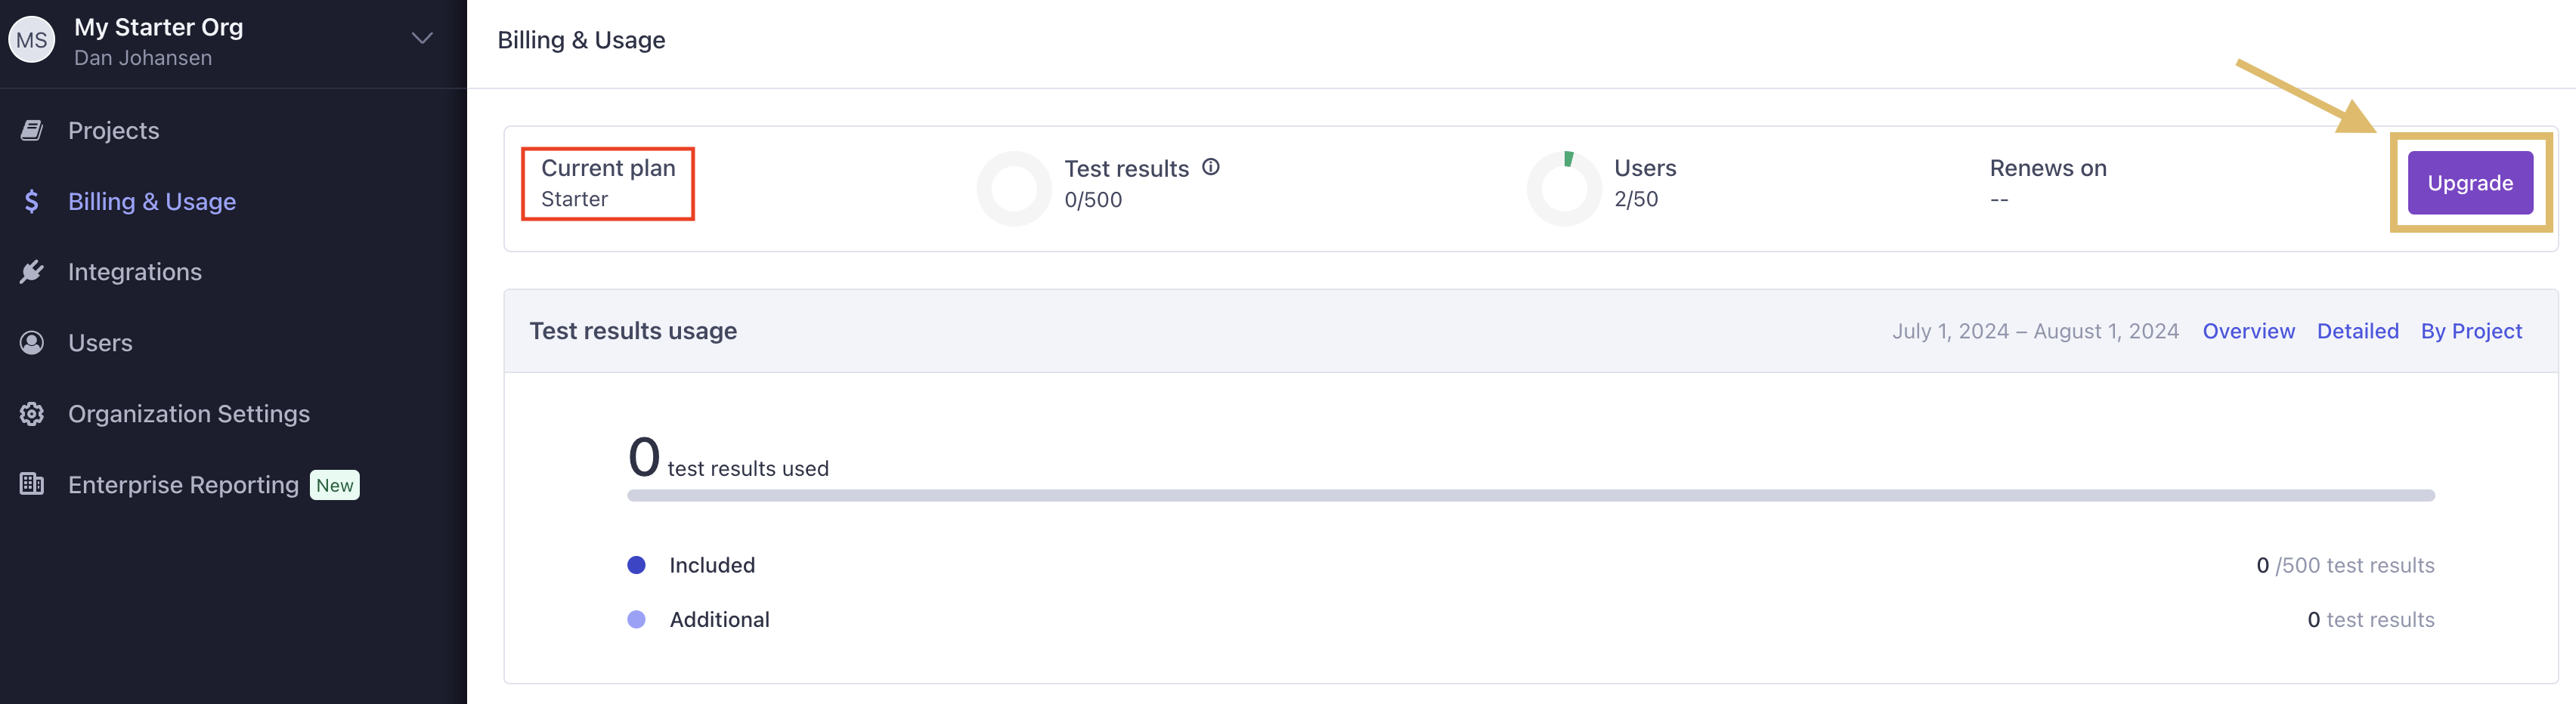 MS
My Starter Org
Dan Johansen
Projects
$ Billing & Usage
Integrations
Users
Organization Settings
Enterprise Reporting New
Billing & Usage
Current plan
Starter
Test results
0/500
Users
2/50
Renews on
--
Upgrade
Test results usage
July 1, 2024 – August 1, 2024 Overview Detailed By Project
0 test results used
Included 0 /500 test results
Additional 0 test results